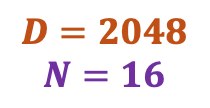 D = 2048
N = 16